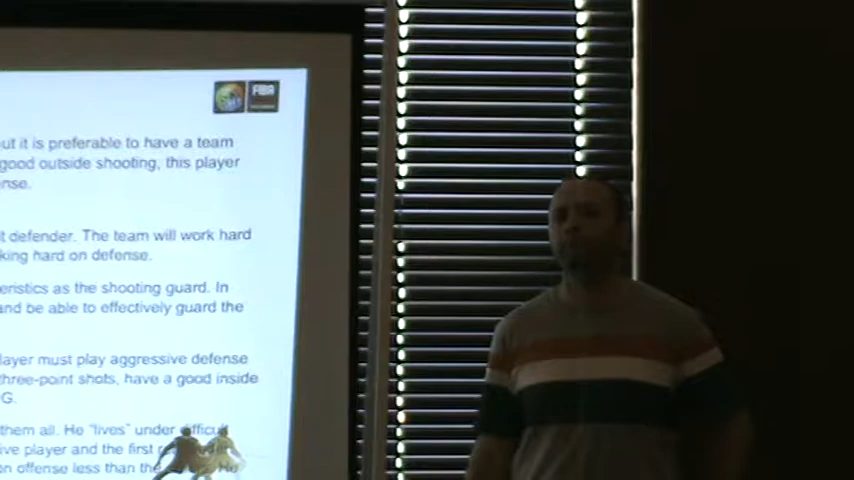 FIBA
ut it is preferable to have a team
good outside shooting, this player
nse.
t defender. The team will work hard
king hard on defense.
eristics as the shooting guard. In
and be able to effectively guard the
layer must play aggressive defense
three-point shots, have a good inside
G.
them all. He "lives" under difficult
ive player and the first
on offense less than the